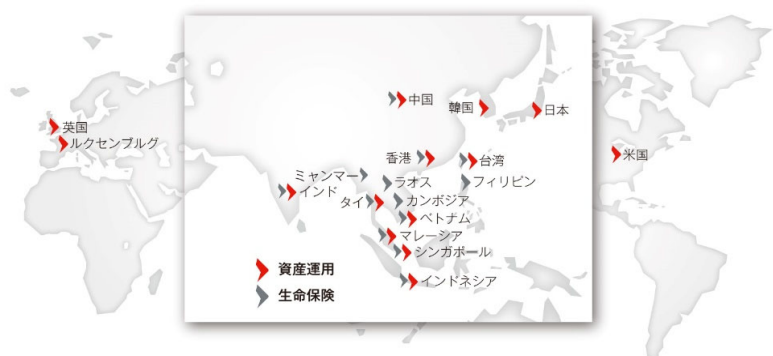 中国
韓国
日本
英国
ルクセンブルグ
香港
台湾
米国
ミャンマー
ラオス
フィリピン
インド
タイ
カンボジア
ベトナム
マレーシア
シンガポール
資産運用
インドネシア
生命保険